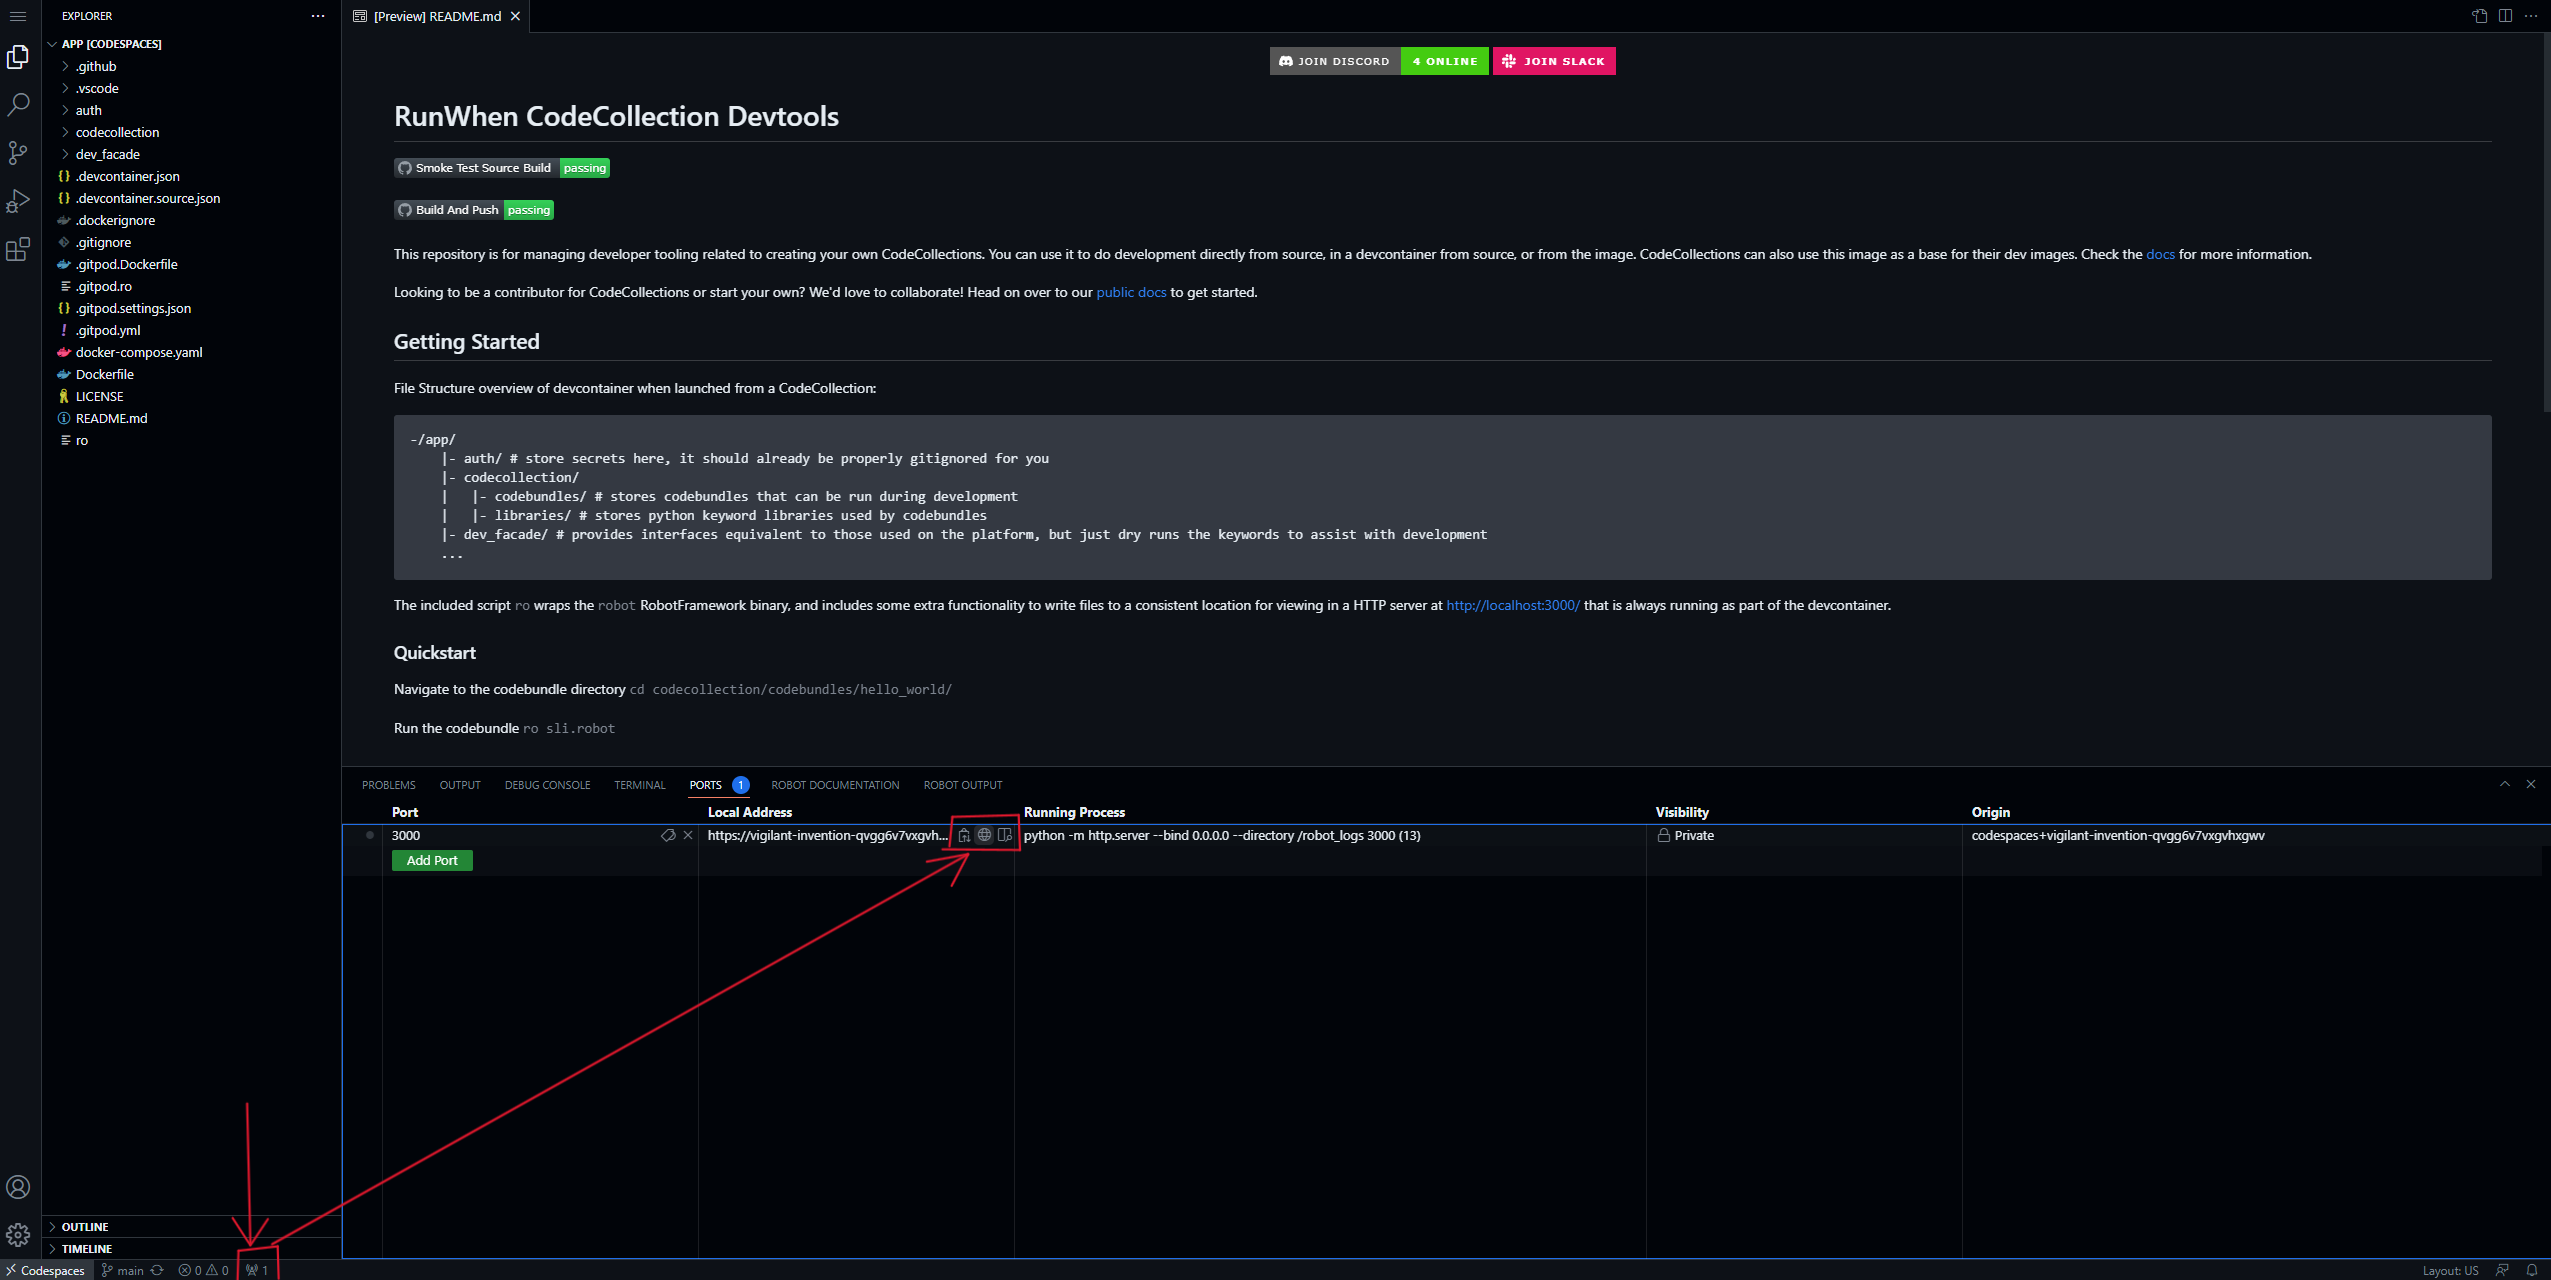 EXPLORER
APP [CODESPACES]
.github
.vscode
auth
codecollection
dev_facade
.devcontainer.json
.devcontainer.source.json
.dockerignore
.gitignore
.gitpod.Dockerfile
.gitpod.ro
.gitpod.settings.json
.gitpod.yml
docker-compose.yaml
Dockerfile
LICENSE
README.md
ro
OUTLINE
TIMELINE
[Preview] README.md
JOIN DISCORD 4 ONLINE JOIN SLACK
RunWhen CodeCollection Devtools
Smoke Test Source Build passing
Build And Push passing
This repository is for managing developer tooling related to creating your own CodeCollections. You can use it to do development directly from source, in a devcontainer from source, or from the image. CodeCollections can also use this image as a base for their dev images. Check the docs for more information.
Looking to be a contributor for CodeCollections or start your own? We'd love to collaborate! Head on over to our public docs to get started.
Getting Started
File Structure overview of devcontainer when launched from a CodeCollection:
-/app/
|- auth/ # store secrets here, it should already be properly gitignored for you
|- codecollection/
|   |- codebundles/ # stores codebundles that can be run during development
|   |- libraries/ # stores python keyword libraries used by codebundles
|- dev_facade/ # provides interfaces equivalent to those used on the platform, but just dry runs the keywords to assist with development
...
The included script ro wraps the robot RobotFramework binary, and includes some extra functionality to write files to a consistent location for viewing in a HTTP server at http://localhost:3000/ that is always running as part of the devcontainer.
Quickstart
Navigate to the codebundle directory cd codecollection/codebundles/hello_world/
Run the codebundle ro sli.robot
PROBLEMS OUTPUT DEBUG CONSOLE TERMINAL PORTS 1 ROBOT DOCUMENTATION ROBOT OUTPUT
Port Local Address Running Process Visibility Origin
3000 https://vigilant-invention-qvgg6v7vxgvh... python -m http.server --bind 0.0.0.0 --directory /robot_logs 3000 (13) Private codespaces+vigilant-invention-qvgg6v7vxgvhxgwv
Add Port
Codespaces main 0 0 1 Layout: US